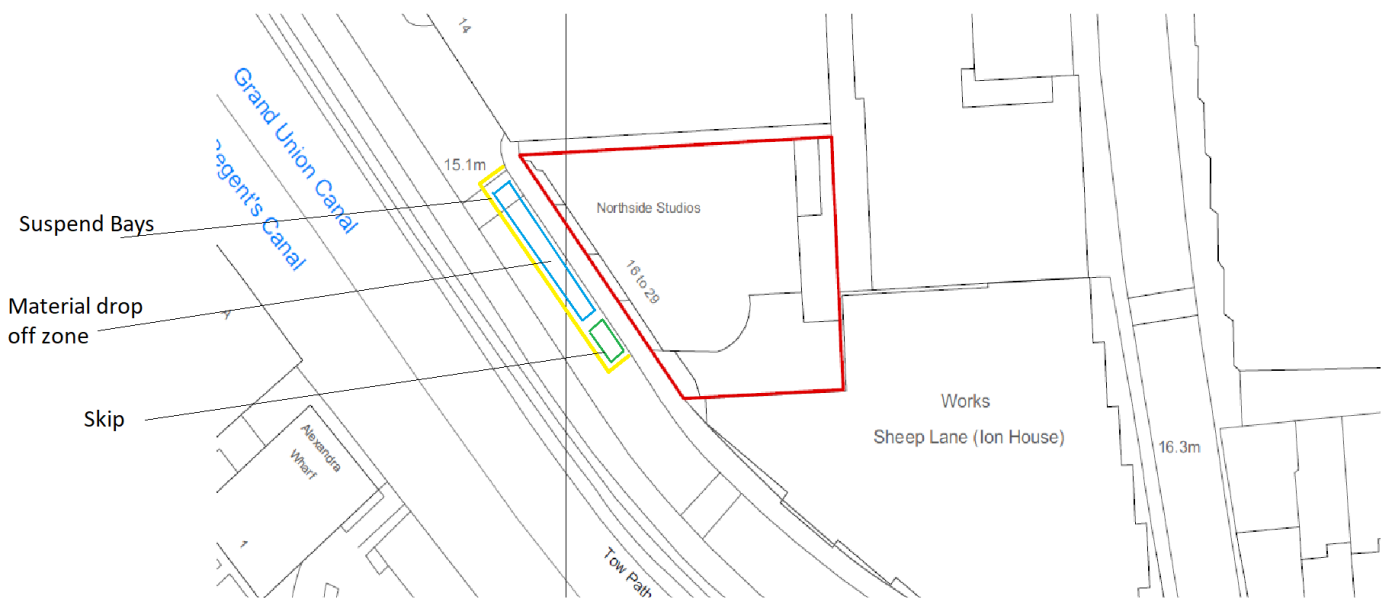 14
Grand Union Canal
Regent's Canal
15.1m
Suspend Bays
Northside Studios
16 to 29
Material drop
off zone
A
Skip
Works
Sheep Lane (Ion House)
16.3m
Alexandra
Wharf
1
Tow Path